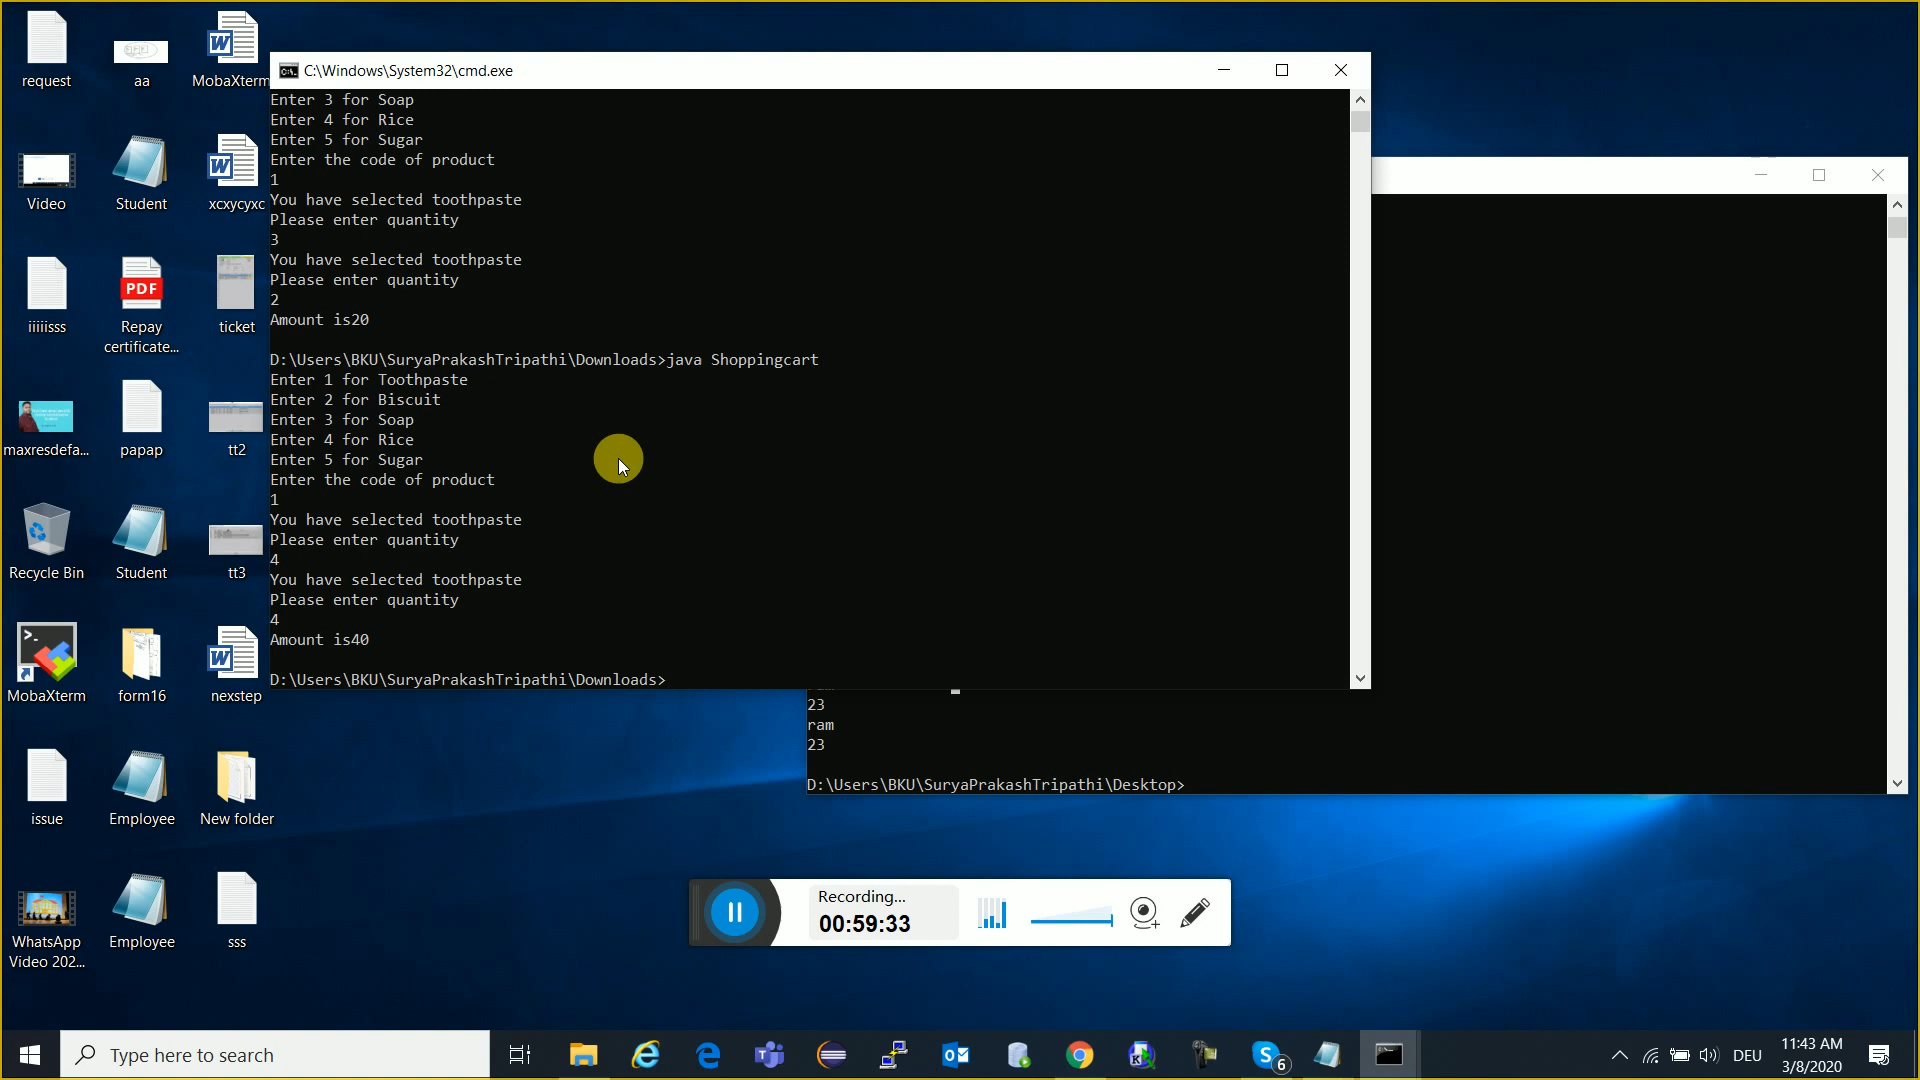 request
aa
MobaXterm
Video
Student
xcxycyxc
iiiiisss
PDF
Repay
certificate...
ticket
maxresdefa...
papap
tt2
Recycle Bin
Student
tt3
MobaXterm
form16
nexstep
issue
Employee
New folder
WhatsApp
Video 202...
Employee
sss
C:\Windows\System32\cmd.exe
Enter 3 for Soap
Enter 4 for Rice
Enter 5 for Sugar
Enter the code of product
1
You have selected toothpaste
Please enter quantity
3
You have selected toothpaste
Please enter quantity
2
Amount is20
D:\Users\BKU\SuryaPrakashTripathi\Downloads>java Shoppingcart
Enter 1 for Toothpaste
Enter 2 for Biscuit
Enter 3 for Soap
Enter 4 for Rice
Enter 5 for Sugar
Enter the code of product
1
You have selected toothpaste
Please enter quantity
4
You have selected toothpaste
Please enter quantity
4
Amount is40
D:\Users\BKU\SuryaPrakashTripathi\Downloads>
23
ram
23
D:\Users\BKU\SuryaPrakashTripathi\Desktop>
Recording...
00:59:33
Type here to search
6
DEU
11:43 AM
3/8/2020